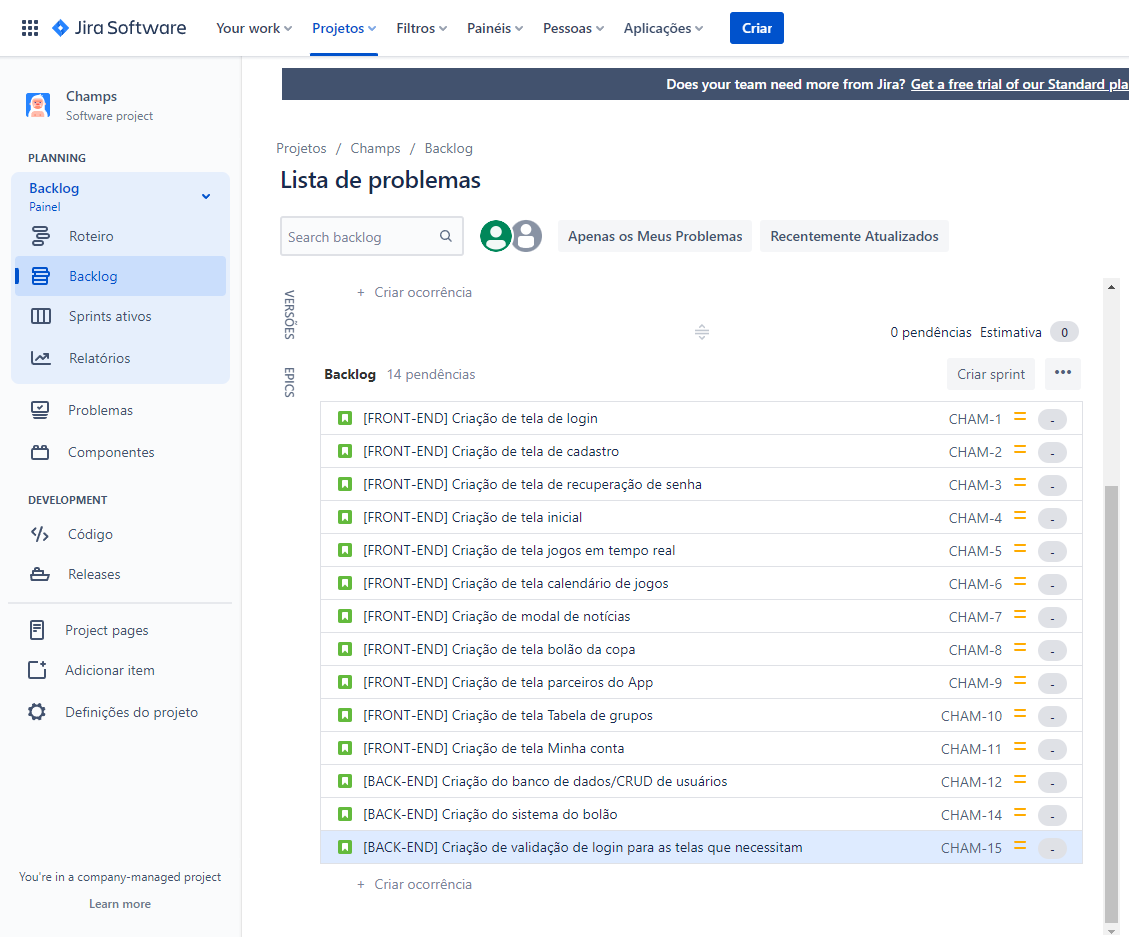 Jira Software Your work Projetos Filtros Painéis Pessoas Aplicações Criar
Champs
Software project
PLANNING
Backlog
Painel
Roteiro
Backlog
Sprints ativos
Relatórios
Problemas
Componentes
DEVELOPMENT
Código
Releases
Project pages
Adicionar item
Definições do projeto
You're in a company-managed project
Learn more
Does your team need more from Jira? Get a free trial of our Standard pla
Projetos / Champs / Backlog
Lista de problemas
Search backlog Apenas os Meus Problemas Recentemente Atualizados
VERSÕES
EPICS
+ Criar ocorrência
0 pendências Estimativa 0
Backlog 14 pendências Criar sprint •••
[FRONT-END] Criação de tela de login CHAM-1 -
[FRONT-END] Criação de tela de cadastro CHAM-2 -
[FRONT-END] Criação de tela de recuperação de senha CHAM-3 -
[FRONT-END] Criação de tela inicial CHAM-4 -
[FRONT-END] Criação de tela jogos em tempo real CHAM-5 -
[FRONT-END] Criação de tela calendário de jogos CHAM-6 -
[FRONT-END] Criação de modal de notícias CHAM-7 -
[FRONT-END] Criação de tela bolão da copa CHAM-8 -
[FRONT-END] Criação de tela parceiros do App CHAM-9 -
[FRONT-END] Criação de tela Tabela de grupos CHAM-10 -
[FRONT-END] Criação de tela Minha conta CHAM-11 -
[BACK-END] Criação do banco de dados/CRUD de usuários CHAM-12 -
[BACK-END] Criação do sistema do bolão CHAM-14 -
[BACK-END] Criação de validação de login para as telas que necessitam CHAM-15 -
+ Criar ocorrência